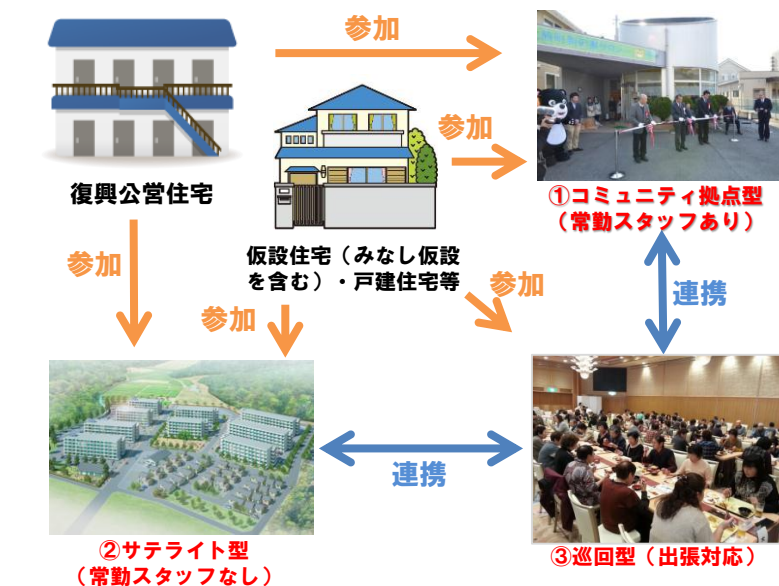 参加
参加
復興公営住宅
①コミュニティ拠点型
（常勤スタッフあり）
仮設住宅（みなし仮設
を含む）・戸建住宅等
参加
参加
参加
連携
連携
②サテライト型
（常勤スタッフなし）
③巡回型（出張対応）